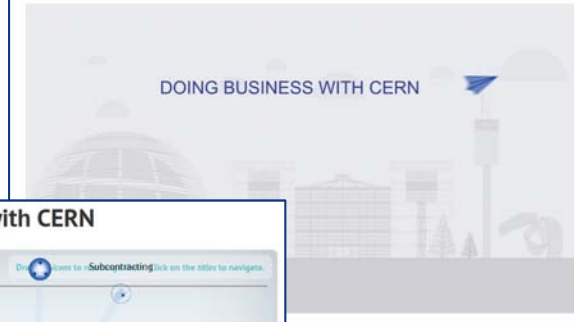 DOING BUSINESS WITH CERN
with CERN
Subcontracting
click on the titles to navigate.